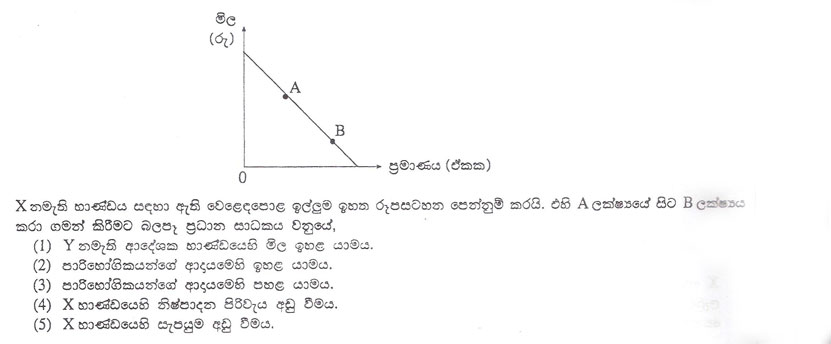 මිල
(රු)
A
B
0
ප්‍රමාණය (ඒකක)
X නමැති භාණ්ඩය සඳහා ඇති වෙළෙඳපොළ ඉල්ලුම ඉහත රූපසටහන පෙන්නුම් කරයි. එහි A ලක්ෂ්‍යයේ සිට B ලක්ෂ්‍යය
කරා ගමන් කිරීමට බලපෑ ප්‍රධාන සාධකය වනුයේ,
(1) Y නමැති ආදේශක භාණ්ඩයෙහි මිල ඉහළ යාමය.
(2) පාරිභෝගිකයන්ගේ ආදායමෙහි ඉහළ යාමය.
(3) පාරිභෝගිකයන්ගේ ආදායමෙහි පහළ යාමය.
(4) X භාණ්ඩයෙහි නිෂ්පාදන පිරිවැය අඩු වීමය.
(5) X භාණ්ඩයෙහි සැපයුම අඩු වීමය.